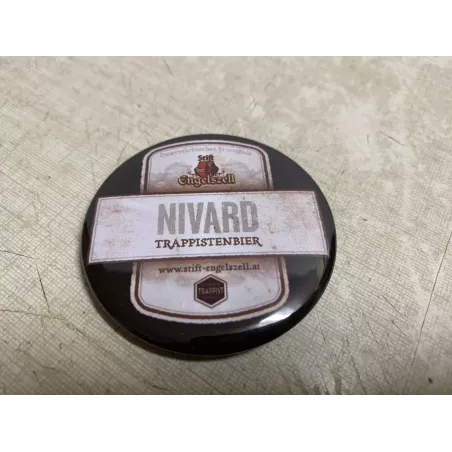 Stift
Engelszell
NIVARD
TRAPPISTENBIER
www.stift-engelszell.at
TRAPPIST